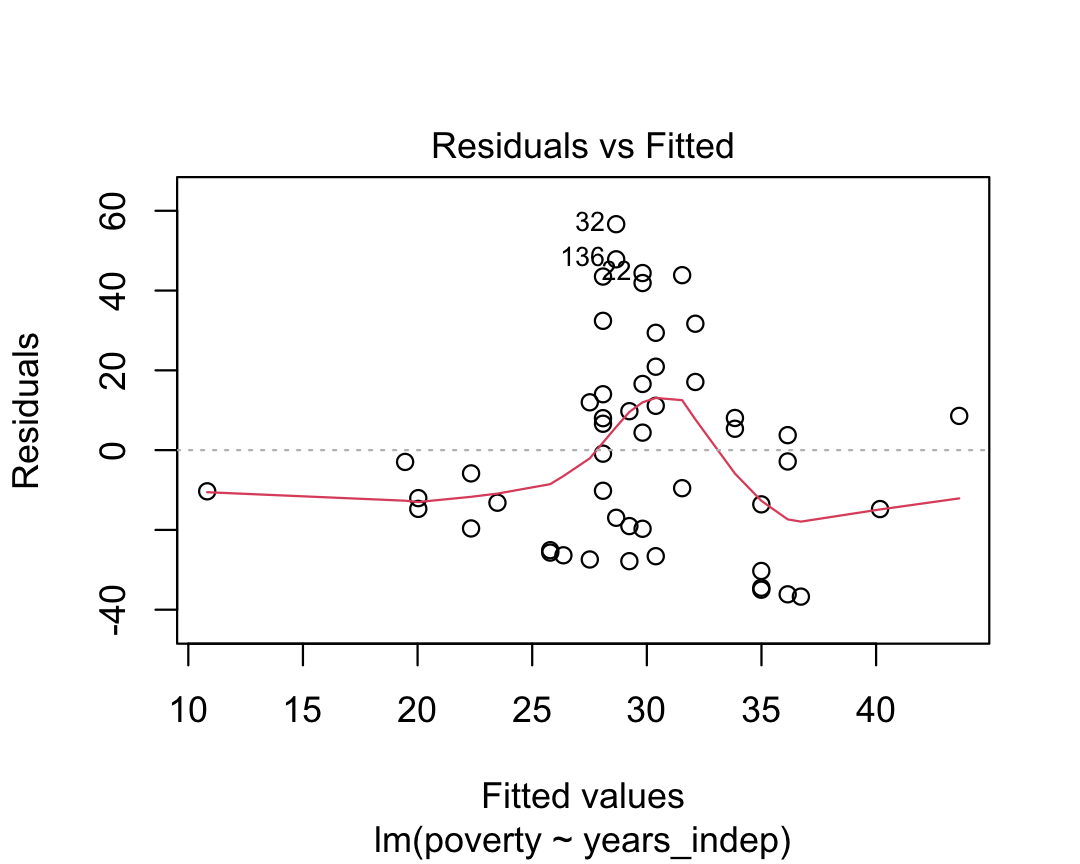 Residuals vs Fitted
Residuals
60
40
20
0
-40
32
136
22
10 15 20 25 30 35 40
Fitted values
lm(poverty ~ years_indep)